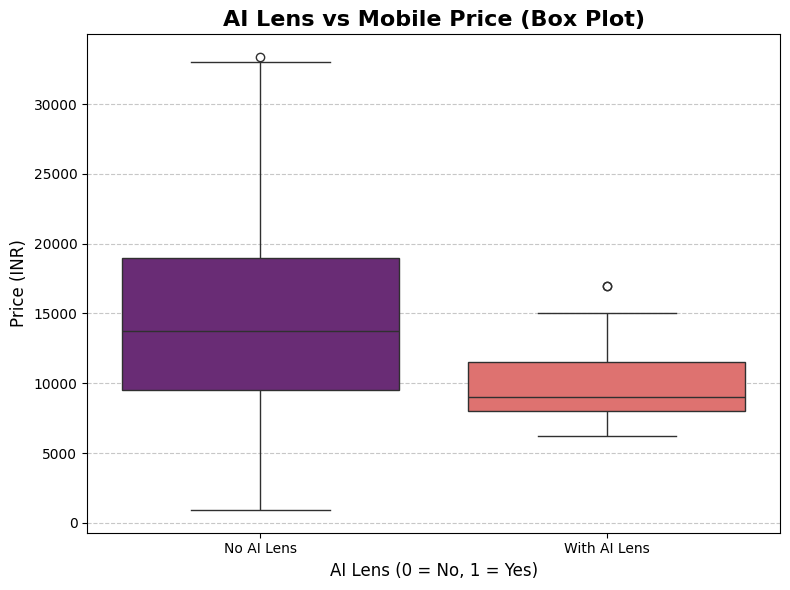 AI Lens vs Mobile Price (Box Plot)
Price (INR)
30000
25000
20000
15000
10000
5000
0
No AI Lens
With AI Lens
AI Lens (0 = No, 1 = Yes)